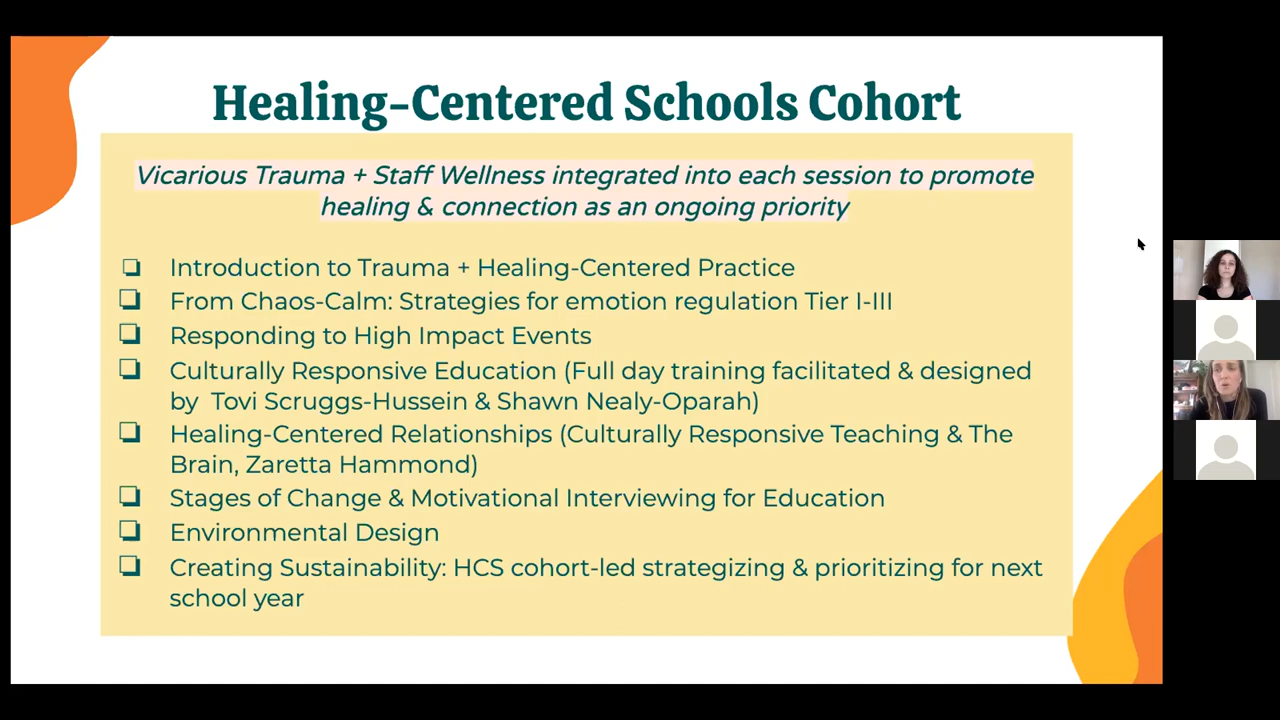 Healing-Centered Schools Cohort
Vicarious Trauma + Staff Wellness integrated into each session to promote
healing & connection as an ongoing priority
Introduction to Trauma + Healing-Centered Practice
From Chaos-Calm: Strategies for emotion regulation Tier I-III
Responding to High Impact Events
Culturally Responsive Education (Full day training facilitated & designed
by Tovi Scruggs-Hussein & Shawn Nealy-Oparah)
Healing-Centered Relationships (Culturally Responsive Teaching & The
Brain, Zaretta Hammond)
Stages of Change & Motivational Interviewing for Education
Environmental Design
Creating Sustainability: HCS cohort-led strategizing & prioritizing for next
school year